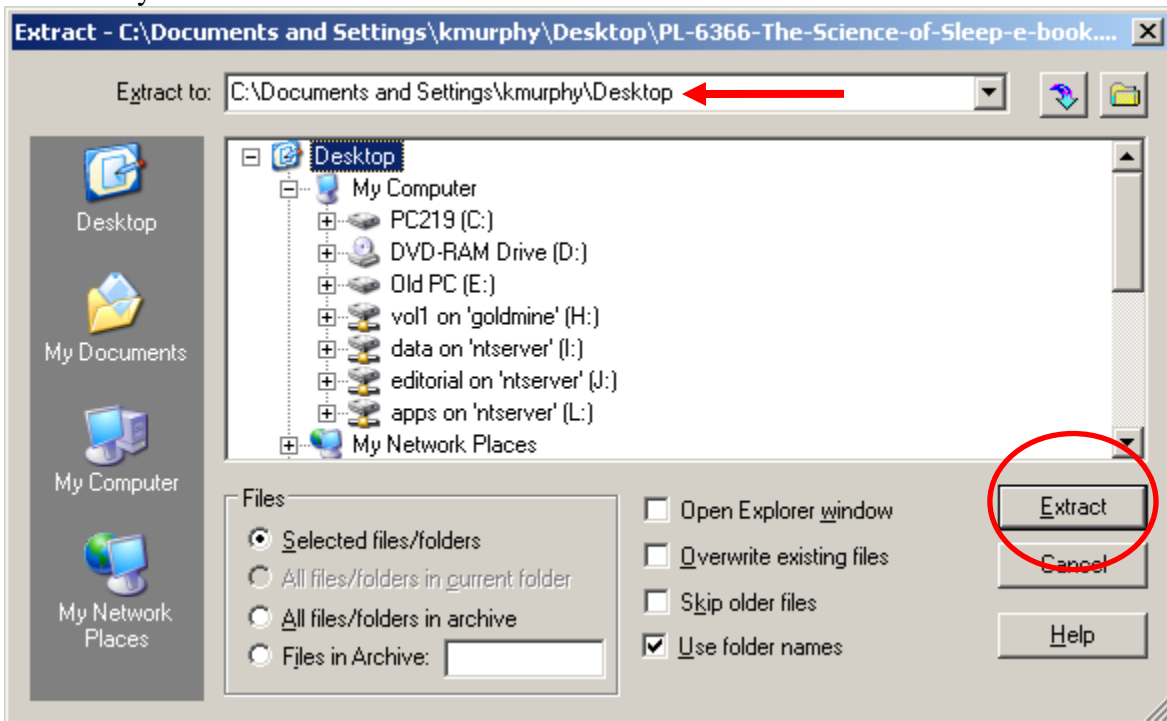 Extract - C:\Documents and Settings\kmurphy\Desktop\PL-6366-The-Science-of-Sleep-e-book....
Extract to: C:\Documents and Settings\kmurphy\Desktop
Desktop
My Documents
My Computer
My Network
Places
Desktop
My Computer
PC219 (C:)
DVD-RAM Drive (D:)
Old PC (E:)
vol1 on 'goldmine' (H:)
data on 'ntserver' (I:)
editorial on 'ntserver' (J:)
apps on 'ntserver' (L:)
My Network Places
Files
Selected files/folders
All files/folders in current folder
All files/folders in archive
Files in Archive:
Open Explorer window
Overwrite existing files
Skip older files
Use folder names
Extract
Cancel
Help